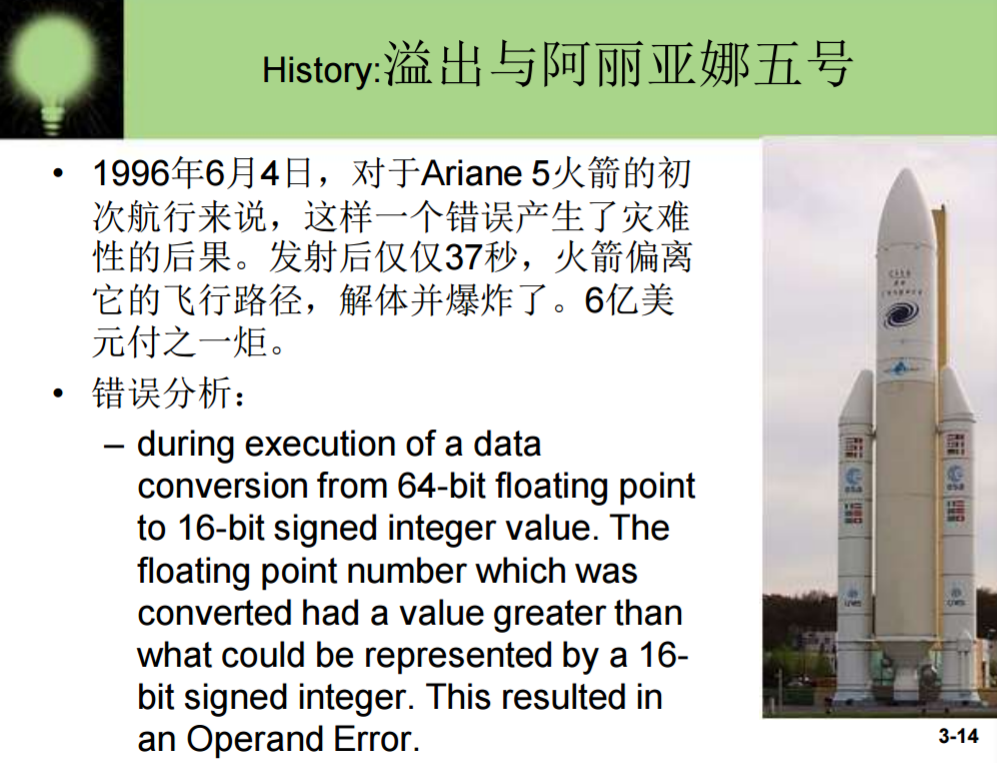 History:溢出与阿丽亚娜五号
• 1996年6月4日，对于Ariane 5火箭的初
次航行来说，这样一个错误产生了灾难
性的后果。发射后仅仅37秒，火箭偏离
它的飞行路径，解体并爆炸了。6亿美
元付之一炬。
• 错误分析：
– during execution of a data
conversion from 64-bit floating point
to 16-bit signed integer value. The
floating point number which was
converted had a value greater than
what could be represented by a 16-
bit signed integer. This resulted in
an Operand Error.
esa
esa
cnes
cnes
3-14